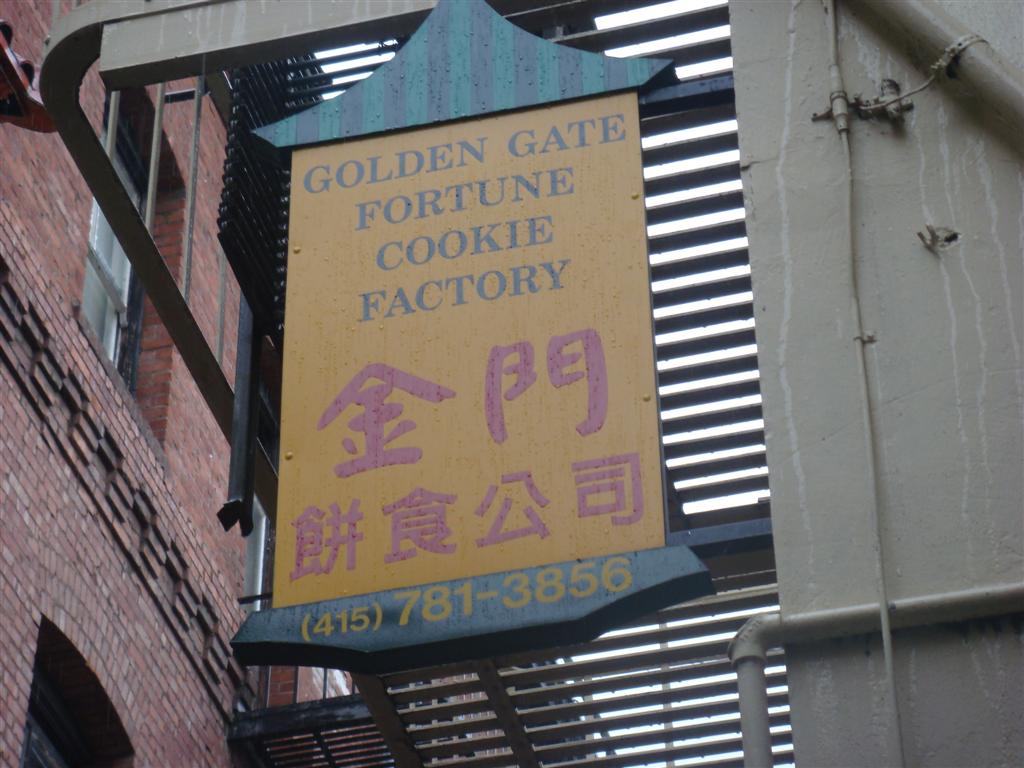 GOLDEN GATE
FORTUNE
COOKIE
FACTORY
金門
餅食公司
(415) 781-3856